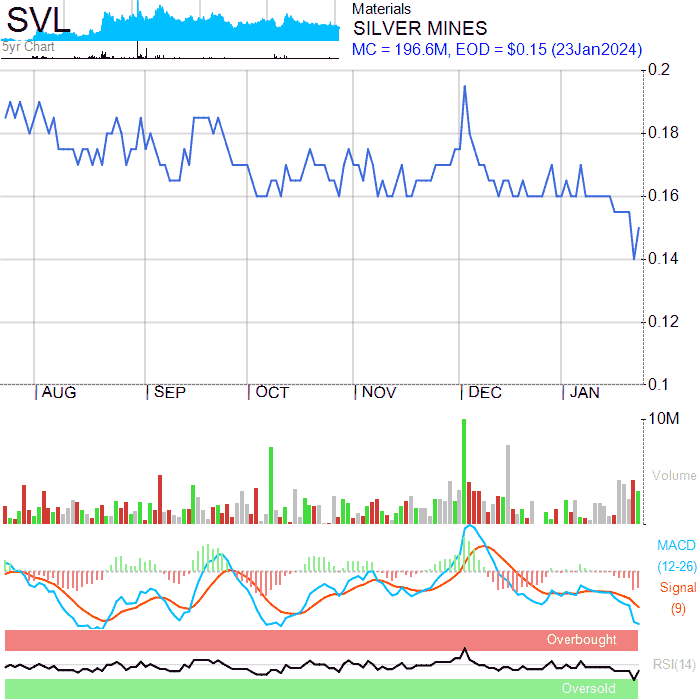 SVL
5yr Chart
Materials
SILVER MINES
MC = 196.6M, EOD = $0.15 (23Jan2024)
0.2
0.18
0.16
0.14
0.12
0.1
AUG SEP OCT NOV DEC JAN
10M
Volume
MACD
(12-26)
Signal
(9)
Overbought
RSI(14)
Oversold